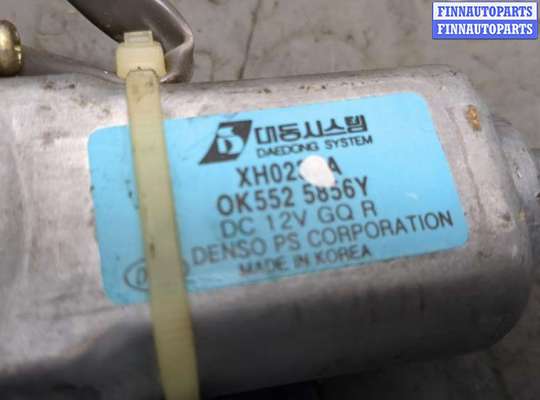 FINNAUTOPARTS
FINNAUTOPARTS
대동시스템
DAEDONG SYSTEM
OK552 5856Y
DC 12V GQ R
DENSO PS CORPORATION
MADE IN KOREA